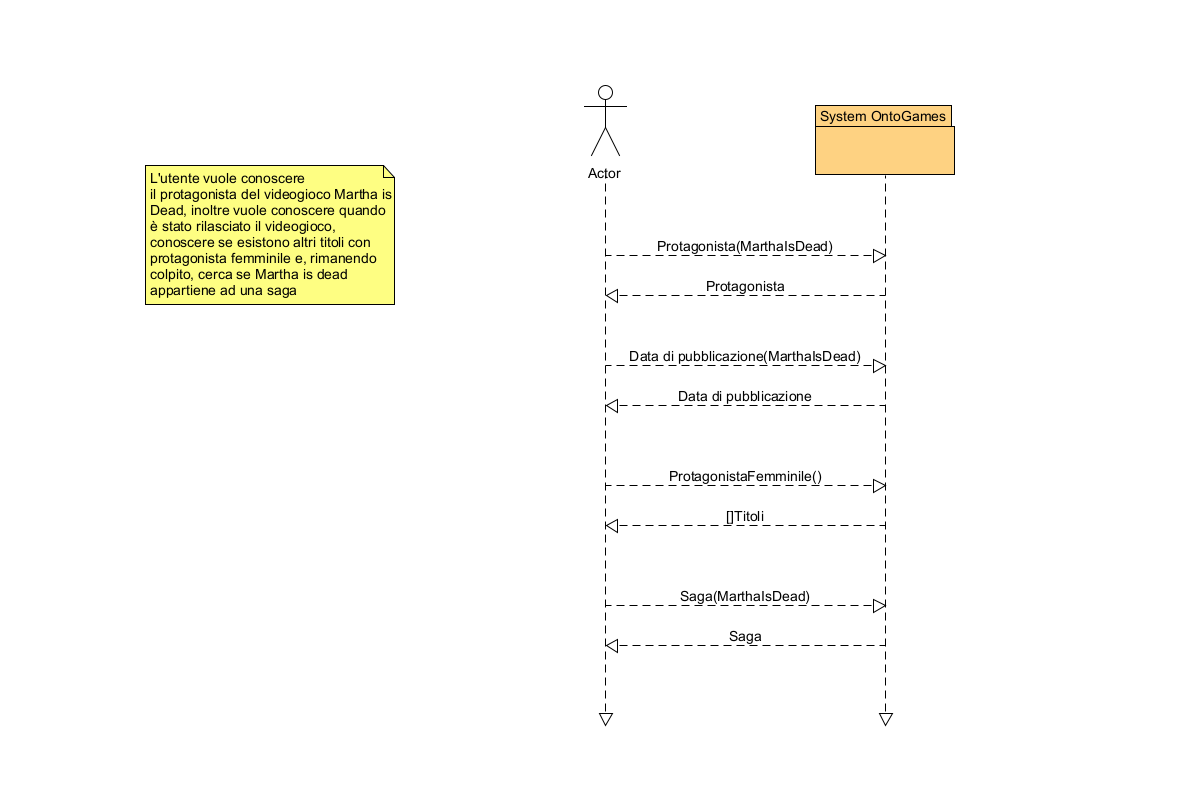 System OntoGames
L'utente vuole conoscere
il protagonista del videogioco Martha is
Dead, inoltre vuole conoscere quando
è stato rilasciato il videogioco,
conoscere se esistono altri titoli con
protagonista femminile e, rimanendo
colpito, cerca se Martha is dead
appartiene ad una saga
Actor
Protagonista(MarthaIsDead)
Protagonista
Data di pubblicazione(MarthaIsDead)
Data di pubblicazione
ProtagonistaFemminile()
[]Titoli
Saga(MarthaIsDead)
Saga